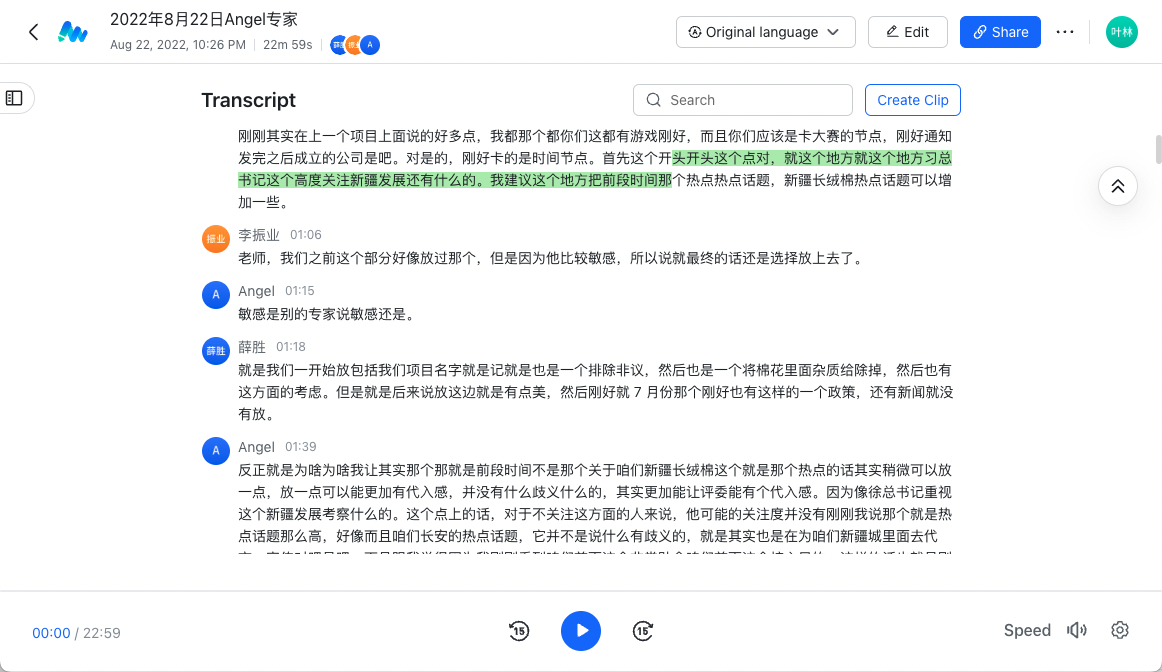 2022年8月22日Angel专家
Aug 22, 2022, 10:26 PM
22m 59s
A
Original language
Edit
Share
叶林
Transcript
Search
Create Clip
刚刚其实在上一个项目上面说的好多点，我都那个都你们这都有游戏刚好，而且你们应该是卡大赛的节点，刚好通知
发完之后成立的公司是吧。对是的，刚好卡的是时间节点。首先这个开头开头这个点对，就这个地方就这个地方习总
书记这个高度关注新疆发展还有什么的。我建议这个地方把前段时间那个热点热点话题，新疆长绒棉热点话题可以增
加一些。
振业
李振业 01:06
老师，我们之前这个部分好像放过那个，但是因为他比较敏感，所以说就最终的话还是选择放上去了。
A
Angel 01:15
敏感是别的专家说敏感还是。
薛胜
薛胜 01:18
就是我们一开始放包括我们项目名字就是记就是也是一个排除非议，然后也是一个将棉花里面杂质给除掉，然后也有
这方面的考虑。但是就是后来说放这边就是有点美，然后刚好就 7 月份那个刚好也有这样的一个政策，还有新闻就没
有放。
A
Angel 01:39
反正就是为啥为啥我让其实那个那就是前段时间不是那个关于咱们新疆长绒棉这个就是那个热点的话其实稍微可以放
一点，放一点可以能更加有代入感，并没有什么歧义什么的，其实更加能让评委能有个代入感。因为像徐总书记重视
这个新疆发展考察什么的。这个点上的话，对于不关注这方面的人来说，他可能的关注度并没有刚刚我说那个就是热
点话题那么高，好像而且咱们长安的热点话题，它并不是说什么有歧义的，就是其实也是在为咱们新疆城里面去代
00:00 / 22:59
15
15
Speed